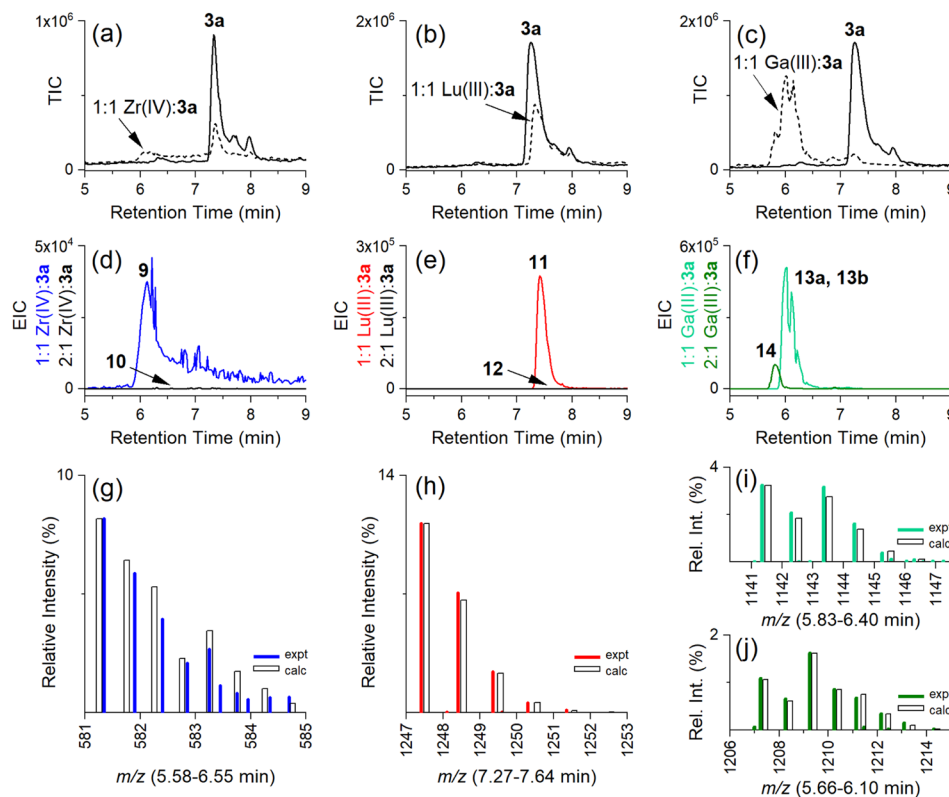 1x10⁶
TIC
0
(a)
3a
1:1 Zr(IV):3a
5 6 7 8 9
Retention Time (min)
2x10⁶
TIC
0
(b)
3a
1:1 Lu(III):3a
5 6 7 8 9
Retention Time (min)
2x10⁶
TIC
0
(c)
3a
1:1 Ga(III):3a
5 6 7 8 9
Retention Time (min)
5x10⁴
EIC
1:1 Zr(IV):3a
2:1 Zr(IV):3a
0
(d)
9
10
5 6 7 8 9
Retention Time (min)
3x10⁵
EIC
1:1 Lu(III):3a
2:1 Lu(III):3a
0
(e)
11
12
5 6 7 8 9
Retention Time (min)
6x10⁵
EIC
1:1 Ga(III):3a
2:1 Ga(III):3a
0
(f)
13a, 13b
14
5 6 7 8 9
Retention Time (min)
10
Relative Intensity (%)
0
(g)
expt
calc
581 582 583 584 585
m/z (5.58-6.55 min)
14
Relative Intensity (%)
0
(h)
expt
calc
1247 1248 1249 1250 1251 1252 1253
m/z (7.27-7.64 min)
4
Rel. Int. (%)
0
(i)
expt
calc
1141 1142 1143 1144 1145 1146 1147
m/z (5.83-6.40 min)
2
Rel. Int. (%)
0
(j)
expt
calc
1206 1208 1210 1212 1214
m/z (5.66-6.10 min)